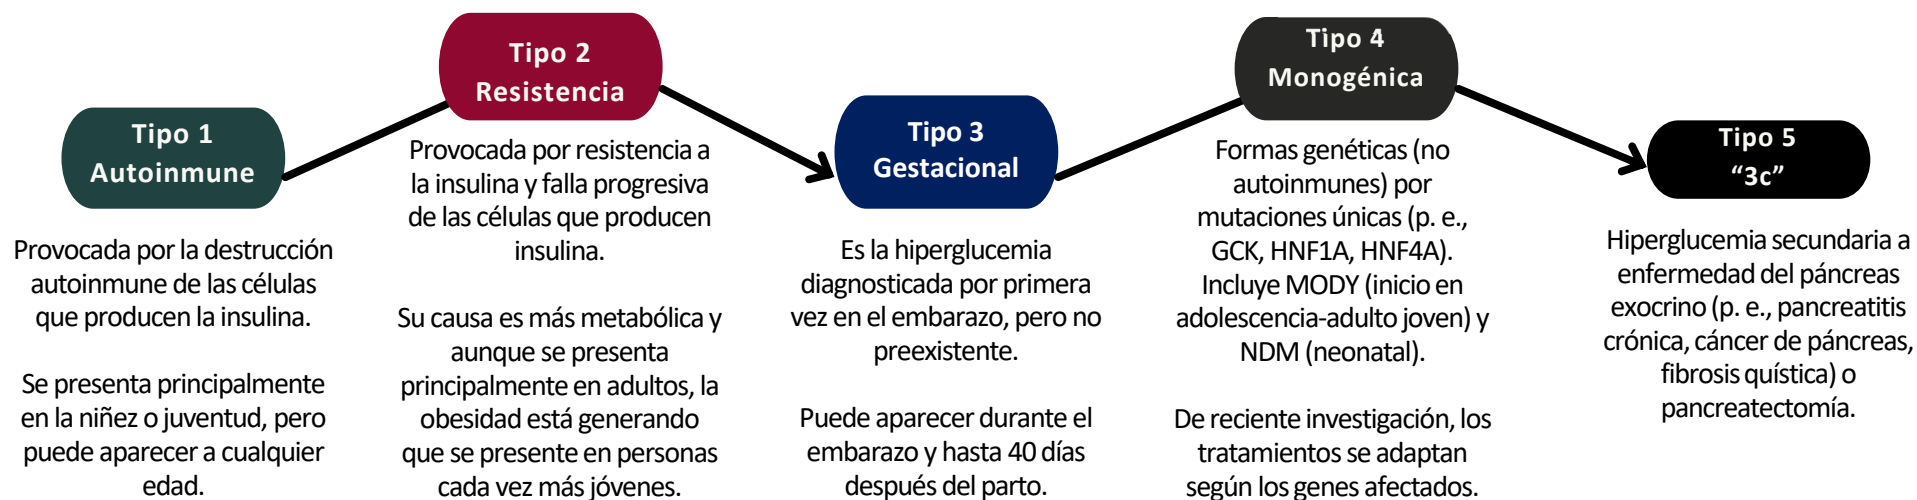 Tipo 1
Autoinmune
Provocada por la destrucción
autoinmune de las células
que producen la insulina.
Se presenta principalmente
en la niñez o juventud, pero
puede aparecer a cualquier
edad.
Tipo 2
Resistencia
Provocada por resistencia a
la insulina y falla progresiva
de las células que producen
insulina.
Su causa es más metabólica y
aunque se presenta
principalmente en adultos, la
obesidad está generando
que se presente en personas
cada vez más jóvenes.
Tipo 3
Gestacional
Es la hiperglucemia
diagnosticada por primera
vez en el embarazo, pero no
preexistente.
Puede aparecer durante el
embarazo y hasta 40 días
después del parto.
Tipo 4
Monogénica
Formas genéticas (no
autoinmunes) por
mutaciones únicas (p. e.,
GCK, HNF1A, HNF4A).
Incluye MODY (inicio en
adolescencia-adulto joven) y
NDM (neonatal).
De reciente investigación, los
tratamientos se adaptan
según los genes afectados.
Tipo 5
“3c”
Hiperglucemia secundaria a
enfermedad del páncreas
exocrino (p. e., pancreatitis
crónica, cáncer de páncreas,
fibrosis quística) o
pancreatectomía.